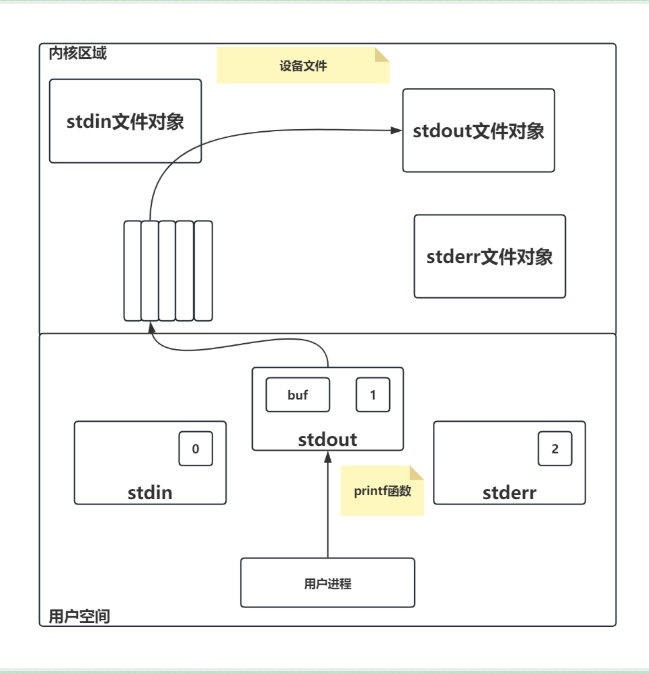 内核区域
设备文件
stdin文件对象
stdout文件对象
stderr文件对象
buf
1
stdout
0
stdin
2
stderr
printf函数
用户进程
用户空间